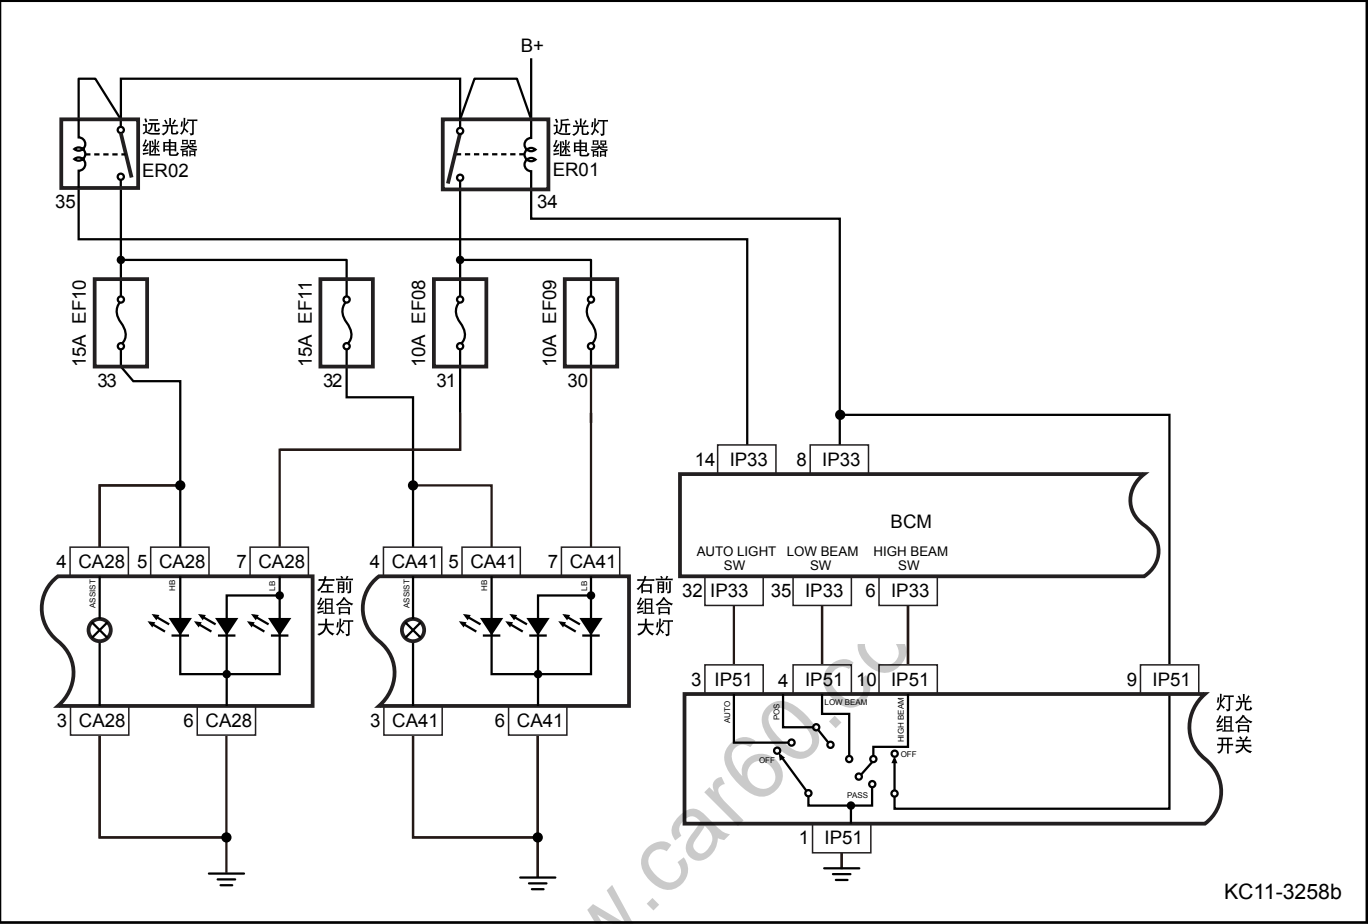 B+
远光灯
继电器
ER02
近光灯
继电器
ER01
35
34
15A EF10
15A EF11
10A EF08
10A EF09
33
32
31
30
14 IP33
8 IP33
BCM
AUTO LIGHT
SW
LOW BEAM
SW
HIGH BEAM
SW
4 CA28
5 CA28
7 CA28
4 CA41
5 CA41
7 CA41
32 IP33
35 IP33
6 IP33
ASSIST
HB
LB
左前
组合
大灯
ASSIST
HB
LB
右前
组合
大灯
3 IP51
4 IP51
10 IP51
9 IP51
3 CA28
6 CA28
3 CA41
6 CA41
AUTO
POS
LOW BEAM
HIGH BEAM
OFF
OFF
PASS
灯光
组合
开关
1 IP51
KC11-3258b
w.car60.co